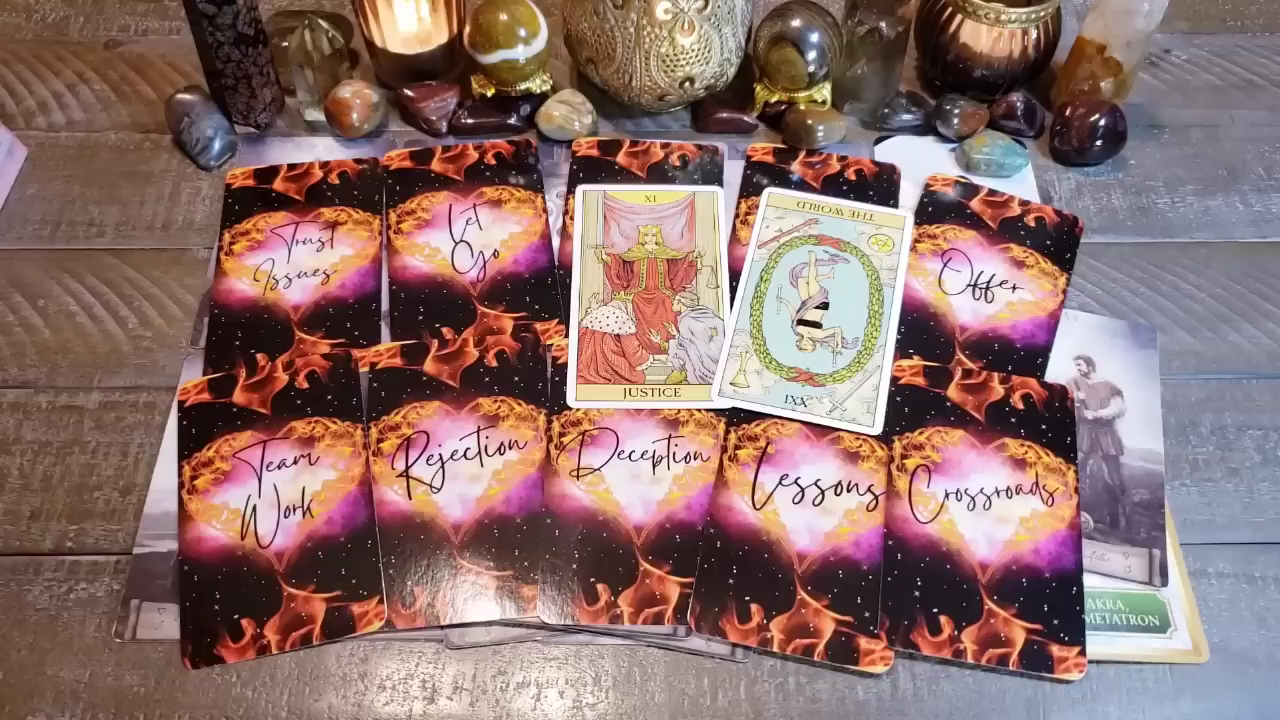 Trust
Issues
Let
Go
XI
JUSTICE
THE WORLD
XXI
Offer
Team
Work
Rejection
Deception
Lessons
Crossroads
AKRA,
METATRON